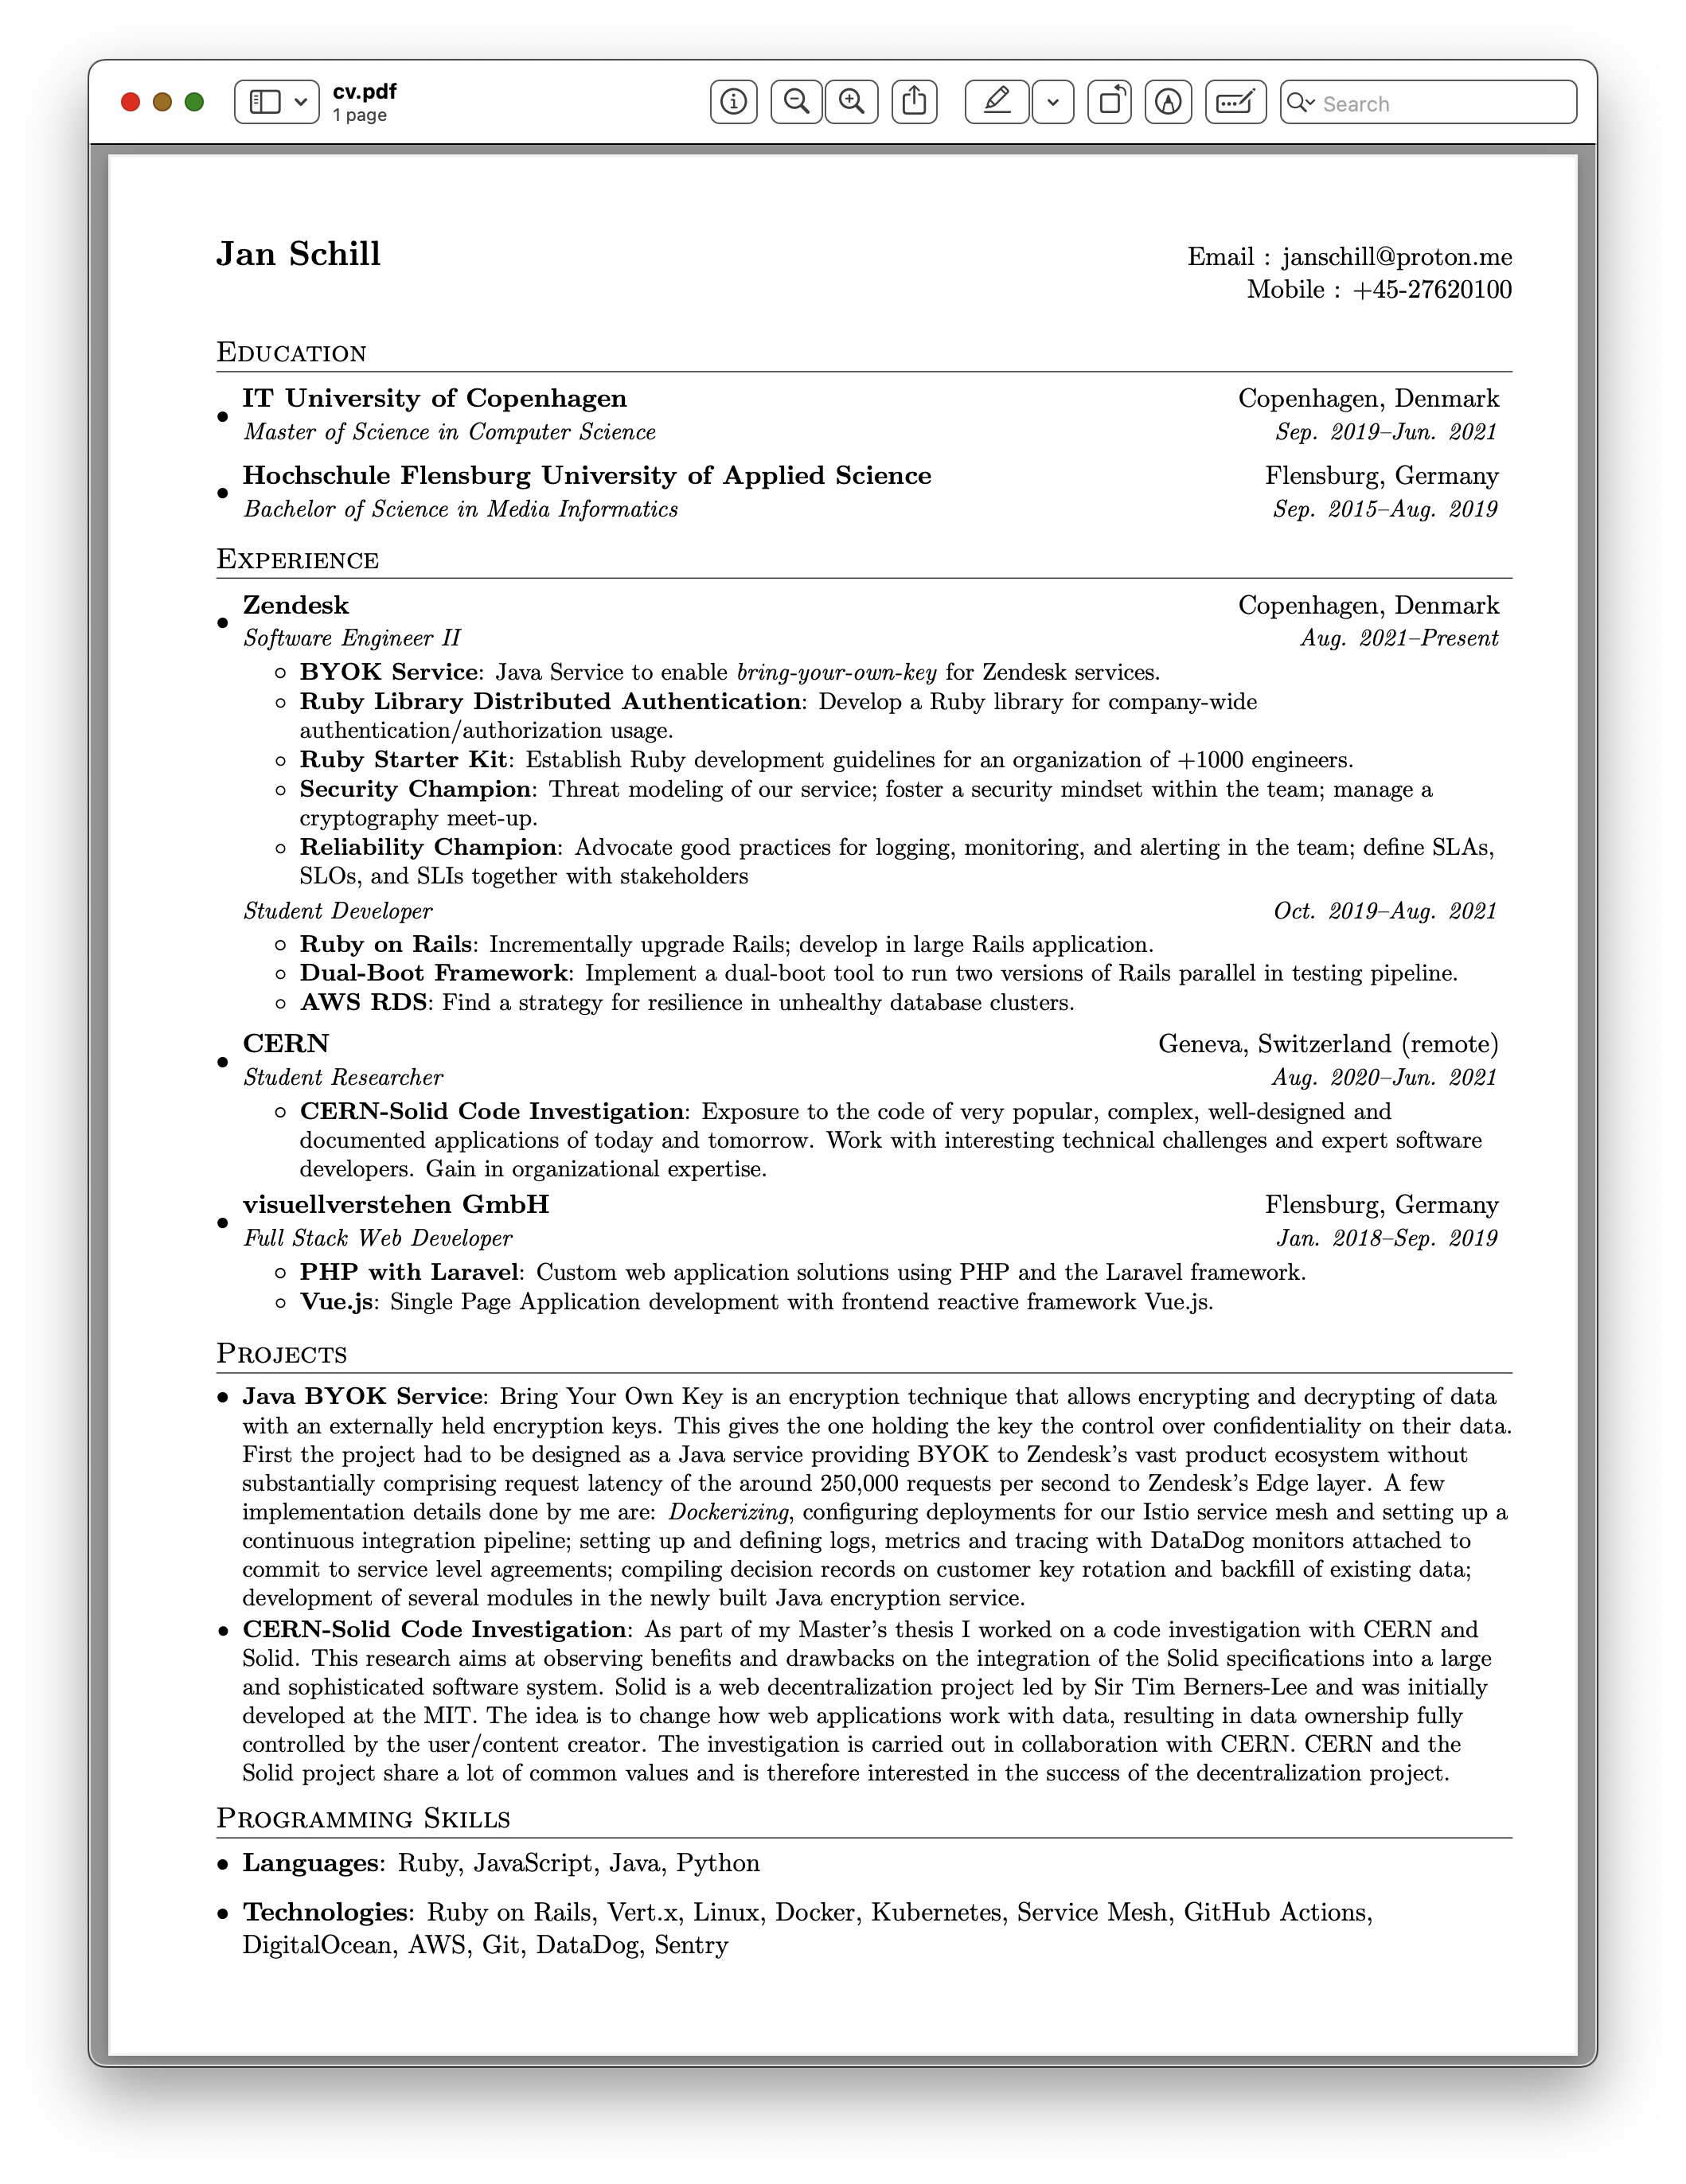 cv.pdf
1 page
Search
Jan Schill
Email : janschill@proton.me
Mobile : +45-27620100
Education
IT University of Copenhagen Copenhagen, Denmark
Master of Science in Computer Science Sep. 2019–Jun. 2021
Hochschule Flensburg University of Applied Science Flensburg, Germany
Bachelor of Science in Media Informatics Sep. 2015–Aug. 2019
Experience
Zendesk Copenhagen, Denmark
Software Engineer II Aug. 2021–Present
BYOK Service: Java Service to enable bring-your-own-key for Zendesk services.
Ruby Library Distributed Authentication: Develop a Ruby library for company-wide
authentication/authorization usage.
Ruby Starter Kit: Establish Ruby development guidelines for an organization of +1000 engineers.
Security Champion: Threat modeling of our service; foster a security mindset within the team; manage a
cryptography meet-up.
Reliability Champion: Advocate good practices for logging, monitoring, and alerting in the team; define SLAs,
SLOs, and SLIs together with stakeholders
Student Developer Oct. 2019–Aug. 2021
Ruby on Rails: Incrementally upgrade Rails; develop in large Rails application.
Dual-Boot Framework: Implement a dual-boot tool to run two versions of Rails parallel in testing pipeline.
AWS RDS: Find a strategy for resilience in unhealthy database clusters.
CERN Geneva, Switzerland (remote)
Student Researcher Aug. 2020–Jun. 2021
CERN-Solid Code Investigation: Exposure to the code of very popular, complex, well-designed and
documented applications of today and tomorrow. Work with interesting technical challenges and expert software
developers. Gain in organizational expertise.
visuellverstehen GmbH Flensburg, Germany
Full Stack Web Developer Jan. 2018–Sep. 2019
PHP with Laravel: Custom web application solutions using PHP and the Laravel framework.
Vue.js: Single Page Application development with frontend reactive framework Vue.js.
Projects
Java BYOK Service: Bring Your Own Key is an encryption technique that allows encrypting and decrypting of data
with an externally held encryption keys. This gives the one holding the key the control over confidentiality on their data.
First the project had to be designed as a Java service providing BYOK to Zendesk's vast product ecosystem without
substantially comprising request latency of the around 250,000 requests per second to Zendesk's Edge layer. A few
implementation details done by me are: Dockerizing, configuring deployments for our Istio service mesh and setting up a
continuous integration pipeline; setting up and defining logs, metrics and tracing with DataDog monitors attached to
commit to service level agreements; compiling decision records on customer key rotation and backfill of existing data;
development of several modules in the newly built Java encryption service.
CERN-Solid Code Investigation: As part of my Master's thesis I worked on a code investigation with CERN and
Solid. This research aims at observing benefits and drawbacks on the integration of the Solid specifications into a large
and sophisticated software system. Solid is a web decentralization project led by Sir Tim Berners-Lee and was initially
developed at the MIT. The idea is to change how web applications work with data, resulting in data ownership fully
controlled by the user/content creator. The investigation is carried out in collaboration with CERN. CERN and the
Solid project share a lot of common values and is therefore interested in the success of the decentralization project.
Programming Skills
Languages: Ruby, JavaScript, Java, Python
Technologies: Ruby on Rails, Vert.x, Linux, Docker, Kubernetes, Service Mesh, GitHub Actions,
DigitalOcean, AWS, Git, DataDog, Sentry